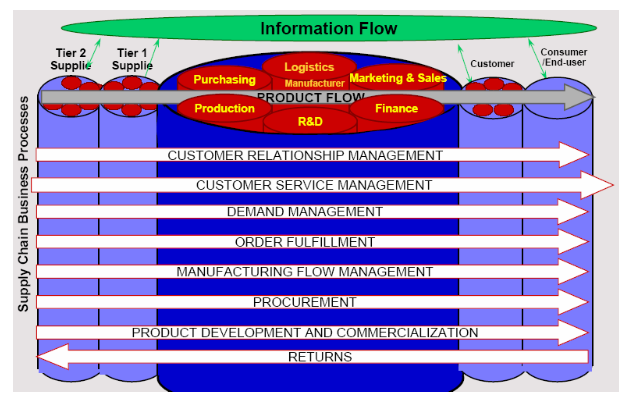 Information Flow
Tier 2
Supplie
Tier 1
Supplie
Logistics
Purchasing
Manufacturer
Marketing & Sales
Customer
Consumer
/End-user
PRODUCT FLOW
Production
Finance
R&D
Supply Chain Business Processes
CUSTOMER RELATIONSHIP MANAGEMENT
CUSTOMER SERVICE MANAGEMENT
DEMAND MANAGEMENT
ORDER FULFILLMENT
MANUFACTURING FLOW MANAGEMENT
PROCUREMENT
PRODUCT DEVELOPMENT AND COMMERCIALIZATION
RETURNS